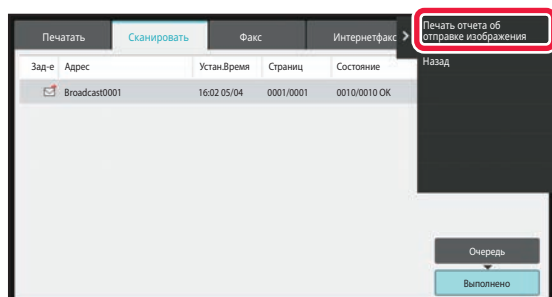 Печатать Сканировать Факс Интернетфакс
Печать отчета об
отправке изображения
Назад
Зад-е Адрес Устан.Время Страниц Состояние
Broadcast0001 16:02 05/04 0001/0001 0010/0010 OK
Очередь
Выполнено